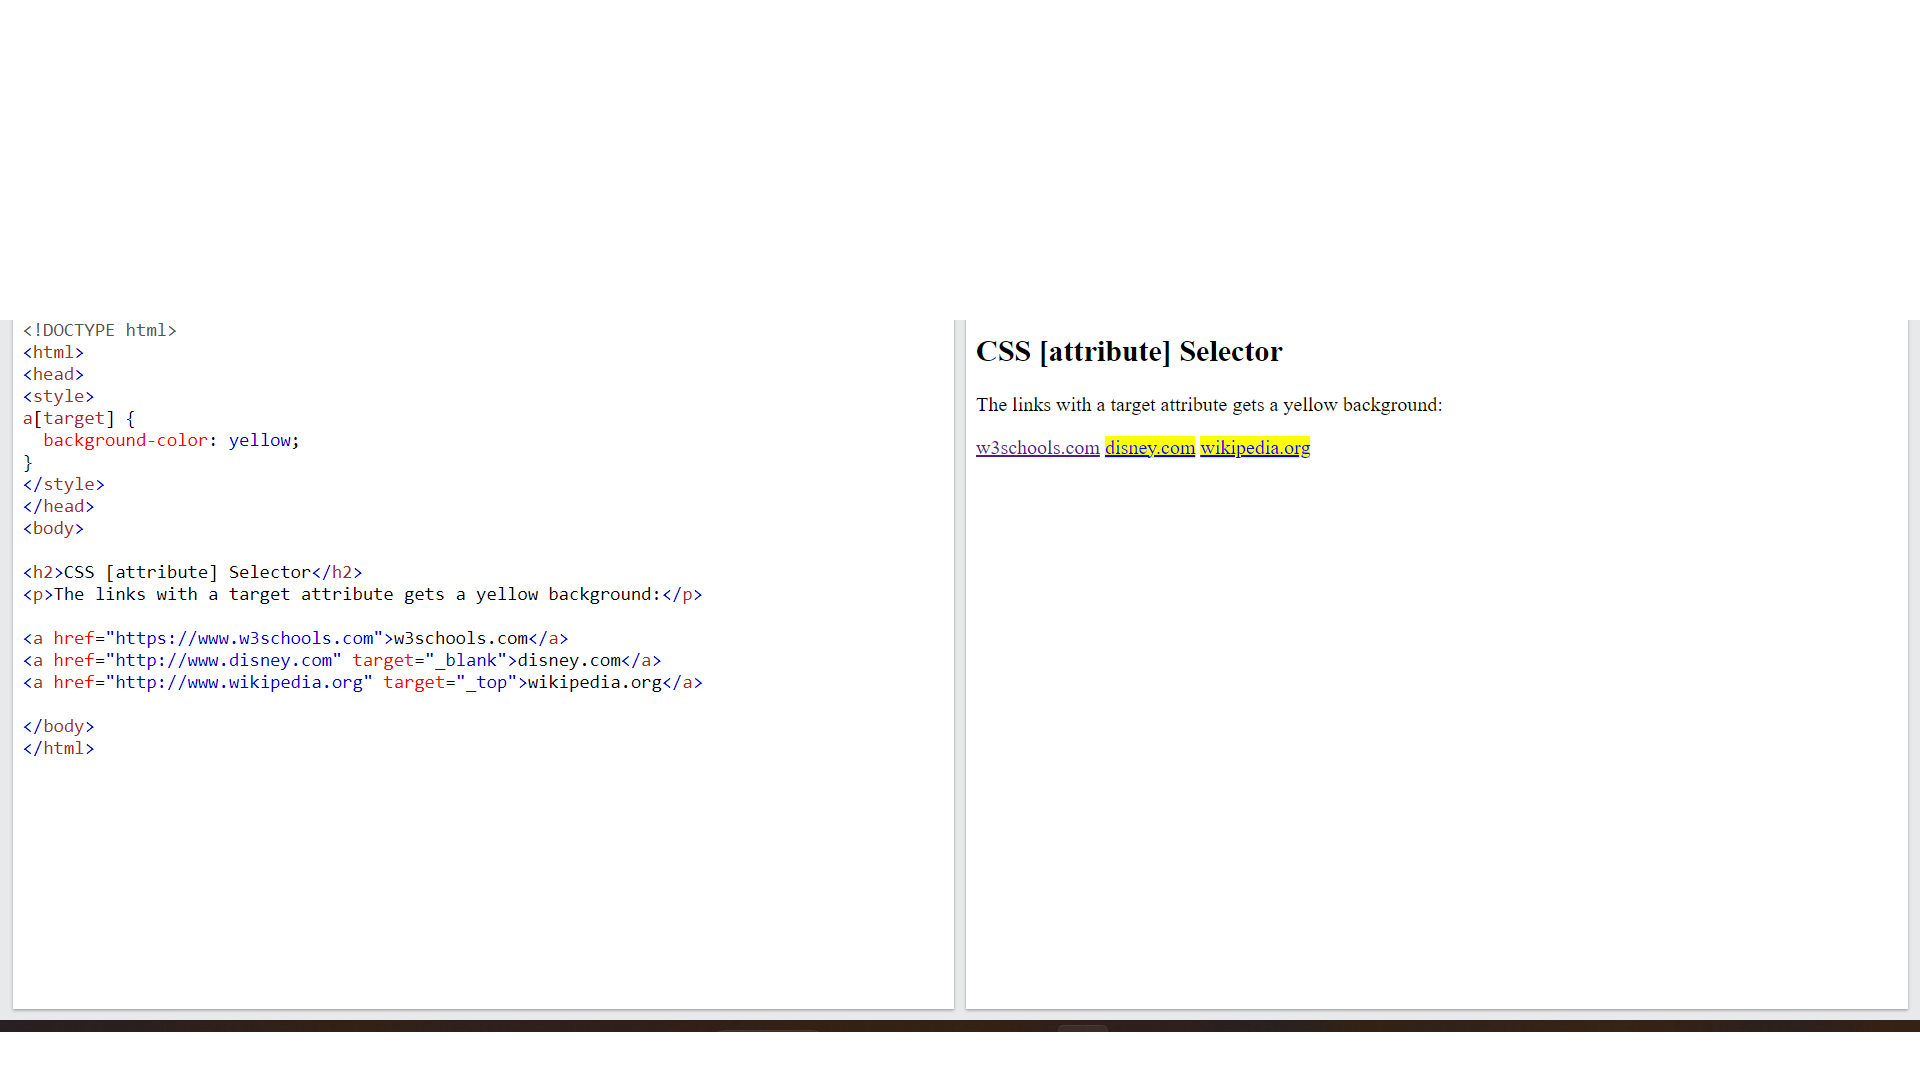 <!DOCTYPE html>
<html>
<head>
<style>
a[target] {
  background-color: yellow;
}
</style>
</head>
<body>

<h2>CSS [attribute] Selector</h2>
<p>The links with a target attribute gets a yellow background:</p>

<a href="https://www.w3schools.com">w3schools.com</a>
<a href="http://www.disney.com" target="_blank">disney.com</a>
<a href="http://www.wikipedia.org" target="_top">wikipedia.org</a>

</body>
</html>
CSS [attribute] Selector
The links with a target attribute gets a yellow background:
w3schools.com disney.com wikipedia.org